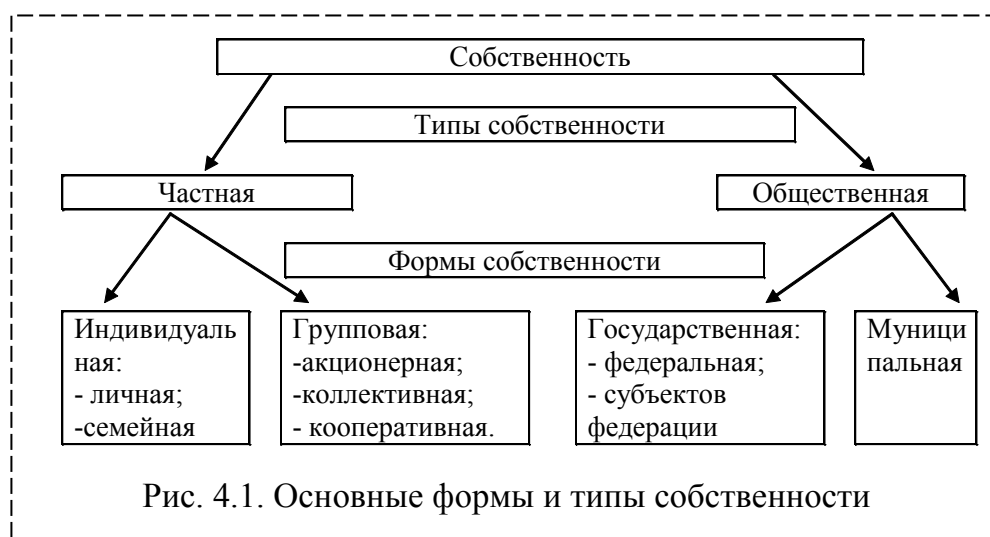 Собственность
Типы собственности
Частная
Общественная
Формы собственности
Индивидуаль
ная:
- личная;
-семейная
Групповая:
-акционерная;
-коллективная;
- кооперативная.
Государственная:
- федеральная;
- субъектов
федерации
Муници
пальная
Рис. 4.1. Основные формы и типы собственности